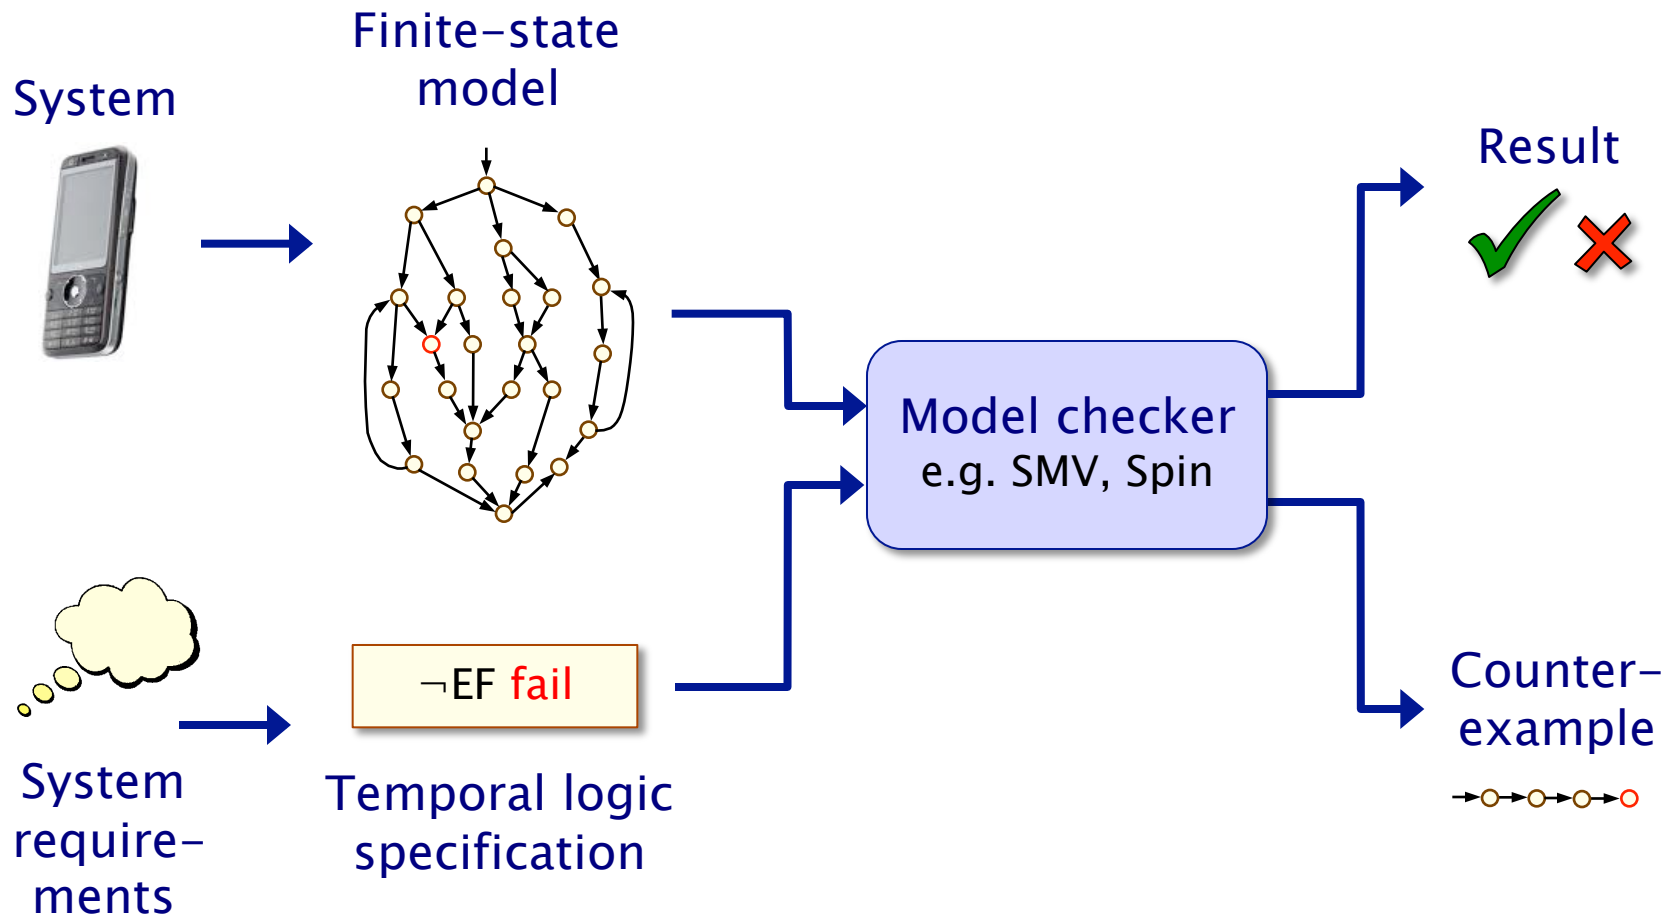 System
Finite-state
model
Result
Model checker
e.g. SMV, Spin
¬EF fail
System
require-
ments
Temporal logic
specification
Counter-
example